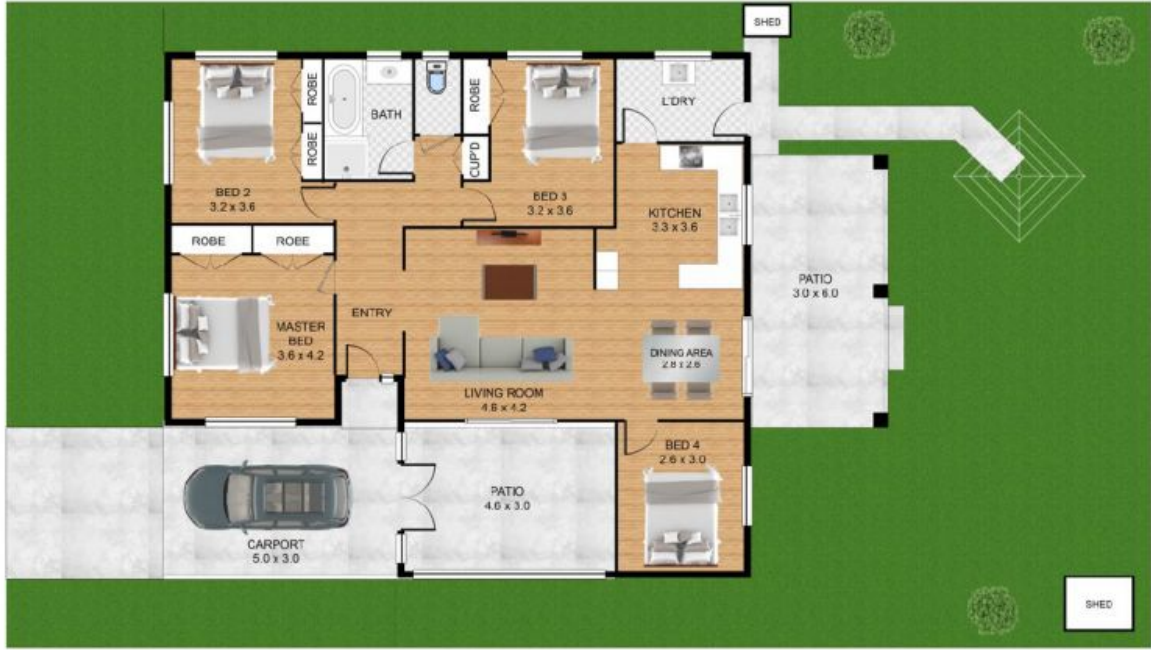 SHED
ROBE
ROBE
BATH
ROBE
CUP'D
L'DRY
BED 2
3.2 x 3.6
BED 3
3.2 x 3.6
KITCHEN
3.3 x 3.6
ROBE
ROBE
PATIO
3.0 x 6.0
ENTRY
MASTER
BED
3.6 x 4.2
DINING AREA
2.8 x 2.6
LIVING ROOM
4.6 x 4.2
BED 4
2.6 x 3.0
PATIO
4.6 x 3.0
CARPORT
5.0 x 3.0
SHED